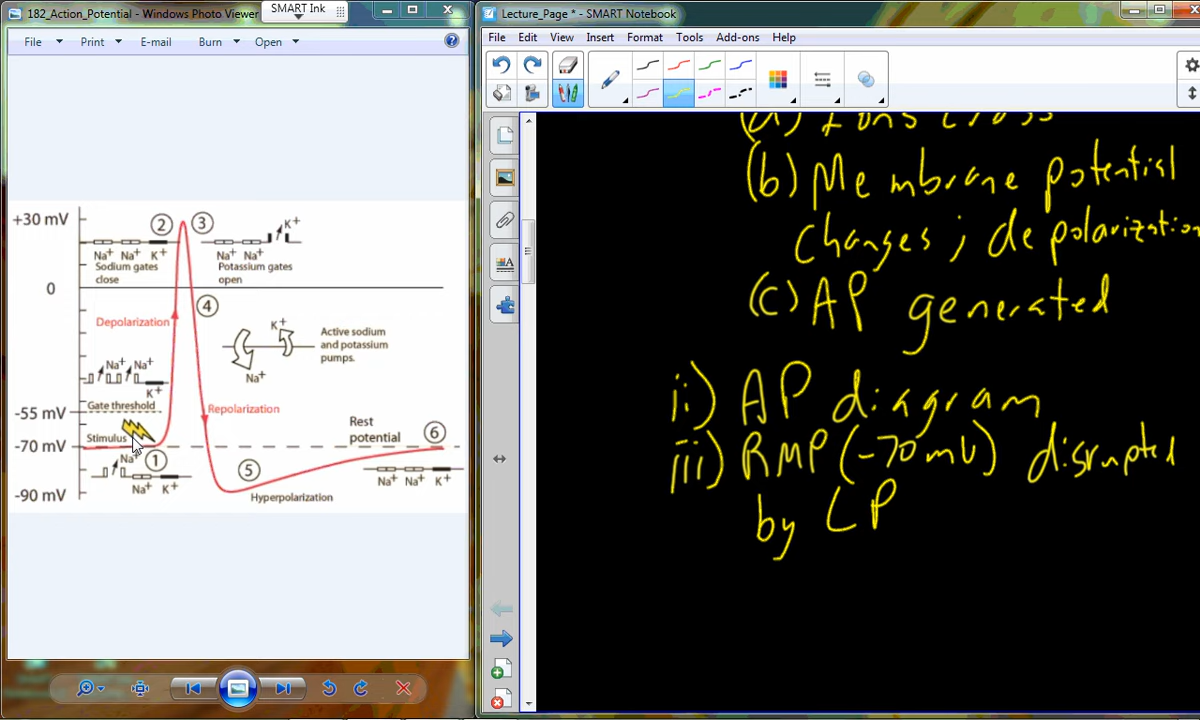 182_Action_Potential - Windows Photo Viewer
SMART Ink
File Print E-mail Burn Open
+30 mV
2
3
K+
Na+ Na+ K+
Sodium gates
close
Na+ Na+
Potassium gates
open
0
4
Depolarization
K+
Na+
Active sodium
and potassium
pumps.
Na+ Na+
K+
Gate threshold
-55 mV
Repolarization
Stimulus
-70 mV
Rest
potential
6
Na+
1
Na+ K+
5
Na+ Na+ K+
-90 mV
Hyperpolarization
Lecture_Page * - SMART Notebook
File Edit View Insert Format Tools Add-ons Help
(a) Ions cross
(b) Membrane potential
changes; depolarization
(c) AP generated
ii) AP diagram
iii) RMP (-70mV) disrupted
by LP